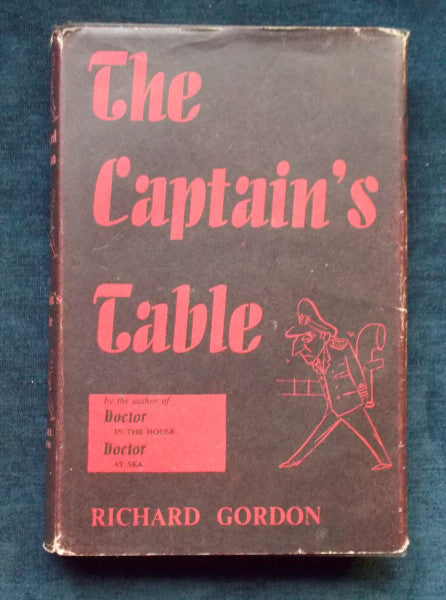 The
Captain's
Table
by the author of
Doctor
IN THE HOUSE
Doctor
AT SEA
RICHARD GORDON